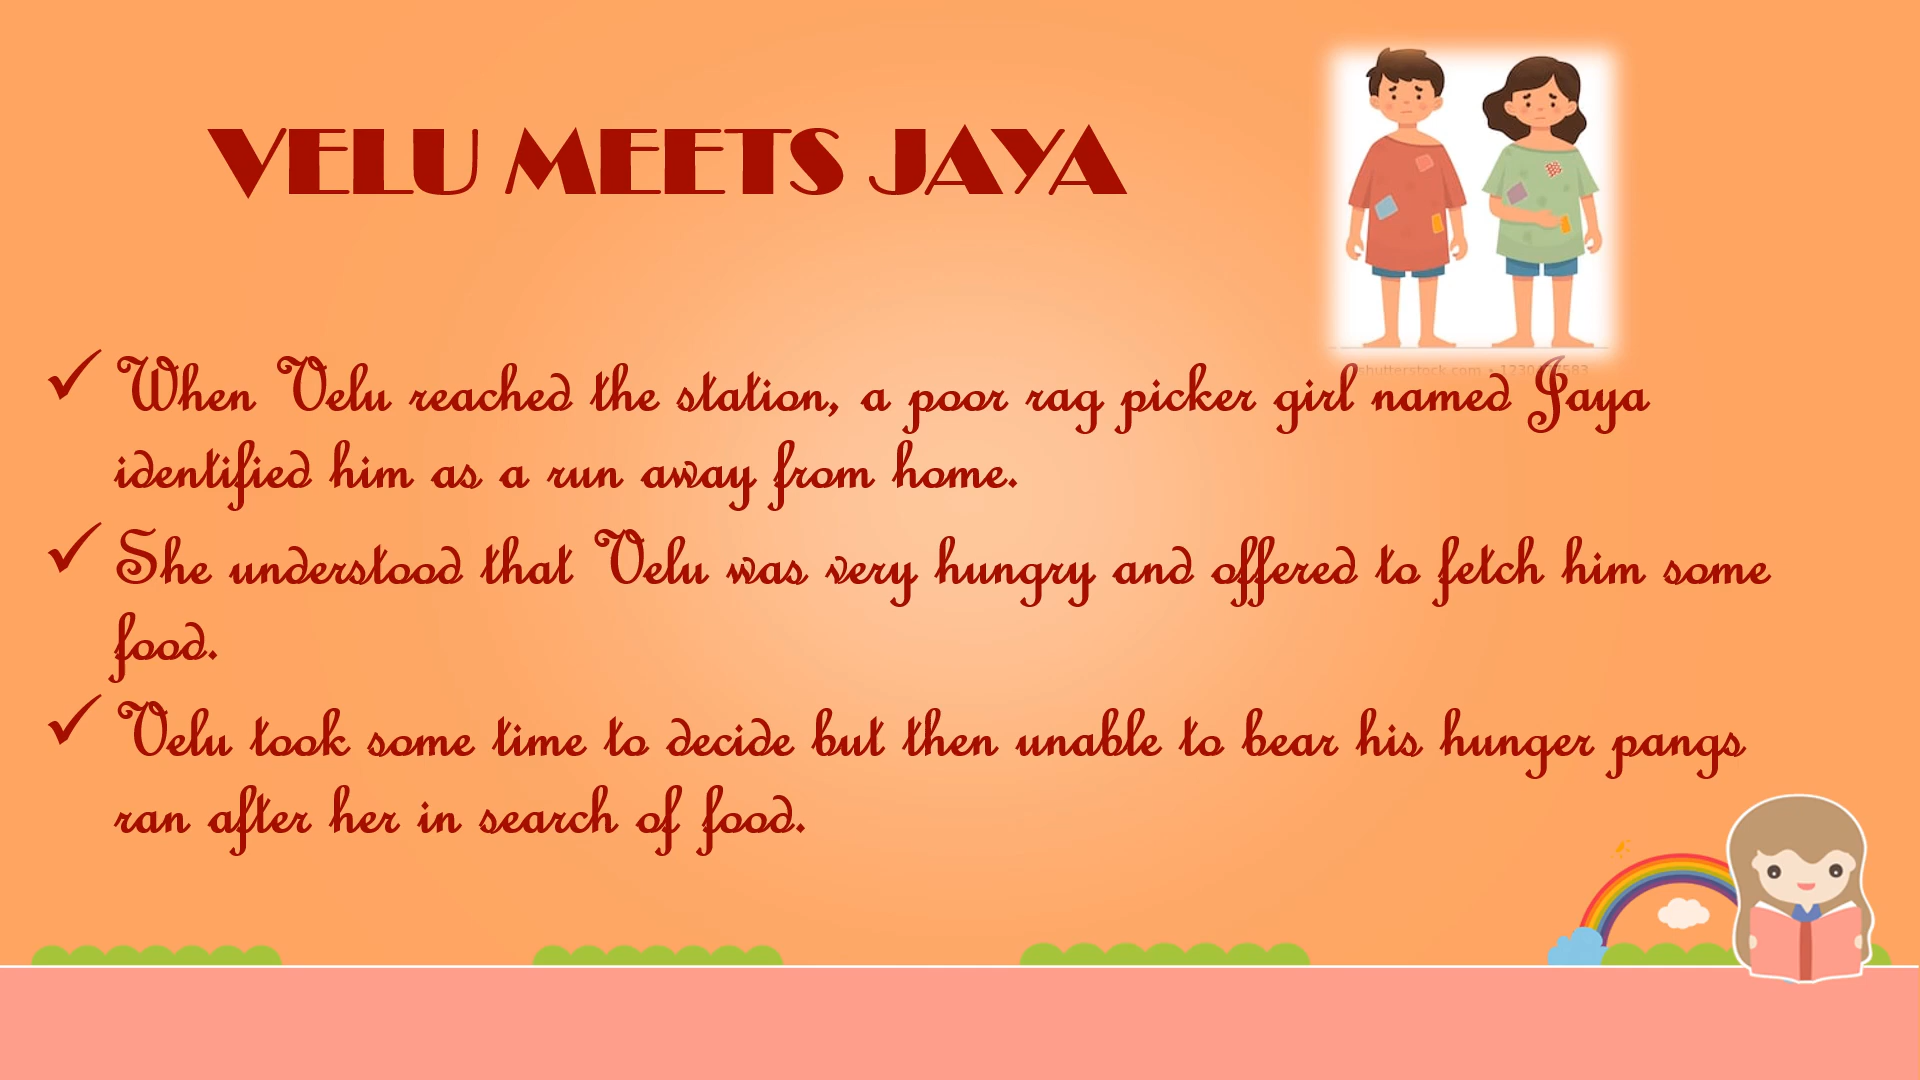 VELU MEETS JAYA
When Velu reached the station, a poor rag picker girl named Jaya
identified him as a run away from home.
She understood that Velu was very hungry and offered to fetch him some
food.
Velu took some time to decide but then unable to bear his hunger pangs
ran after her in search of food.